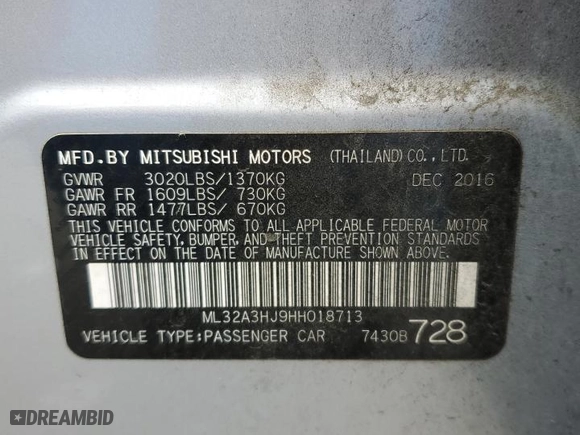 MFD.BY MITSUBISHI MOTORS (THAILAND)CO.,LTD.
GVWR 3020LBS/1370KG DEC 2016
GAWR FR 1609LBS/ 730KG
GAWR RR 1477LBS/ 670KG
THIS VEHICLE CONFORMS TO ALL APPLICABLE FEDERAL MOTOR
VEHICLE SAFETY, BUMPER, AND THEFT PREVENTION STANDARDS
IN EFFECT ON THE DATE OF MANUFACTURE SHOWN ABOVE.
ML32A3HJ9HH018713
VEHICLE TYPE:PASSENGER CAR 7430B 728
DREAMBID